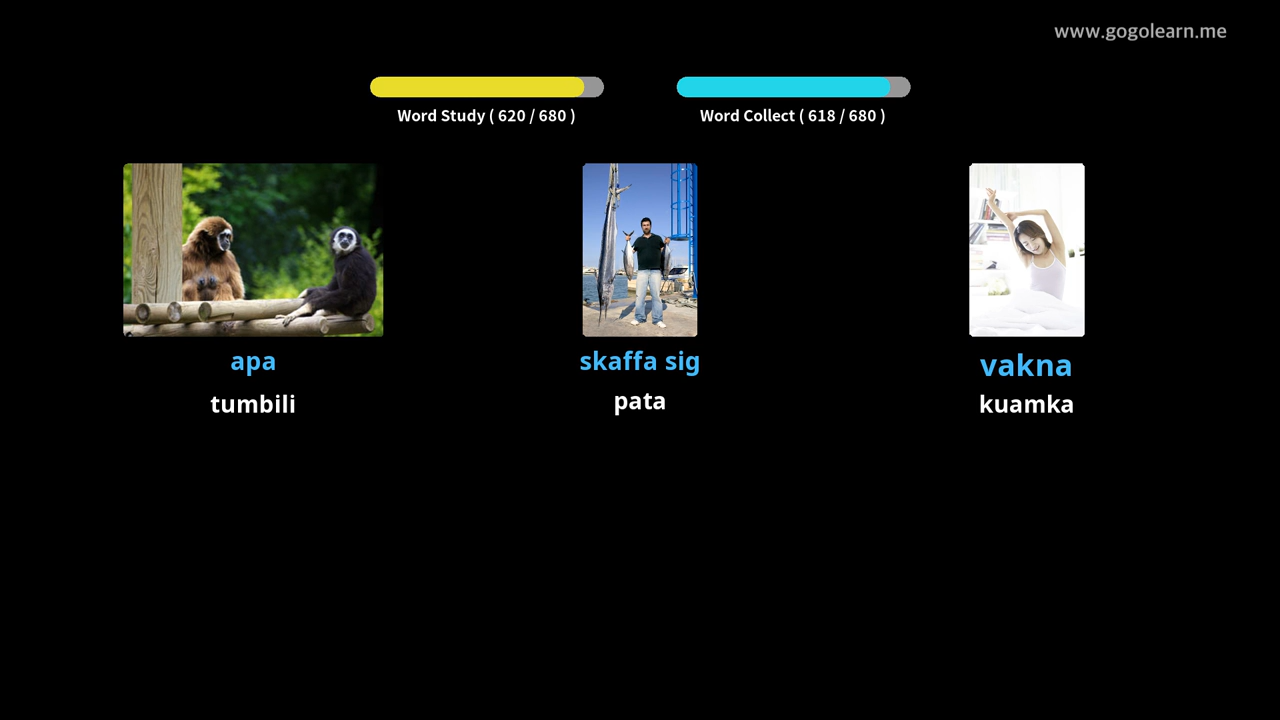 www.gogolearn.me
Word Study ( 620 / 680 )
Word Collect ( 618 / 680 )
apa
tumbili
skaffa sig
pata
vakna
kuamka